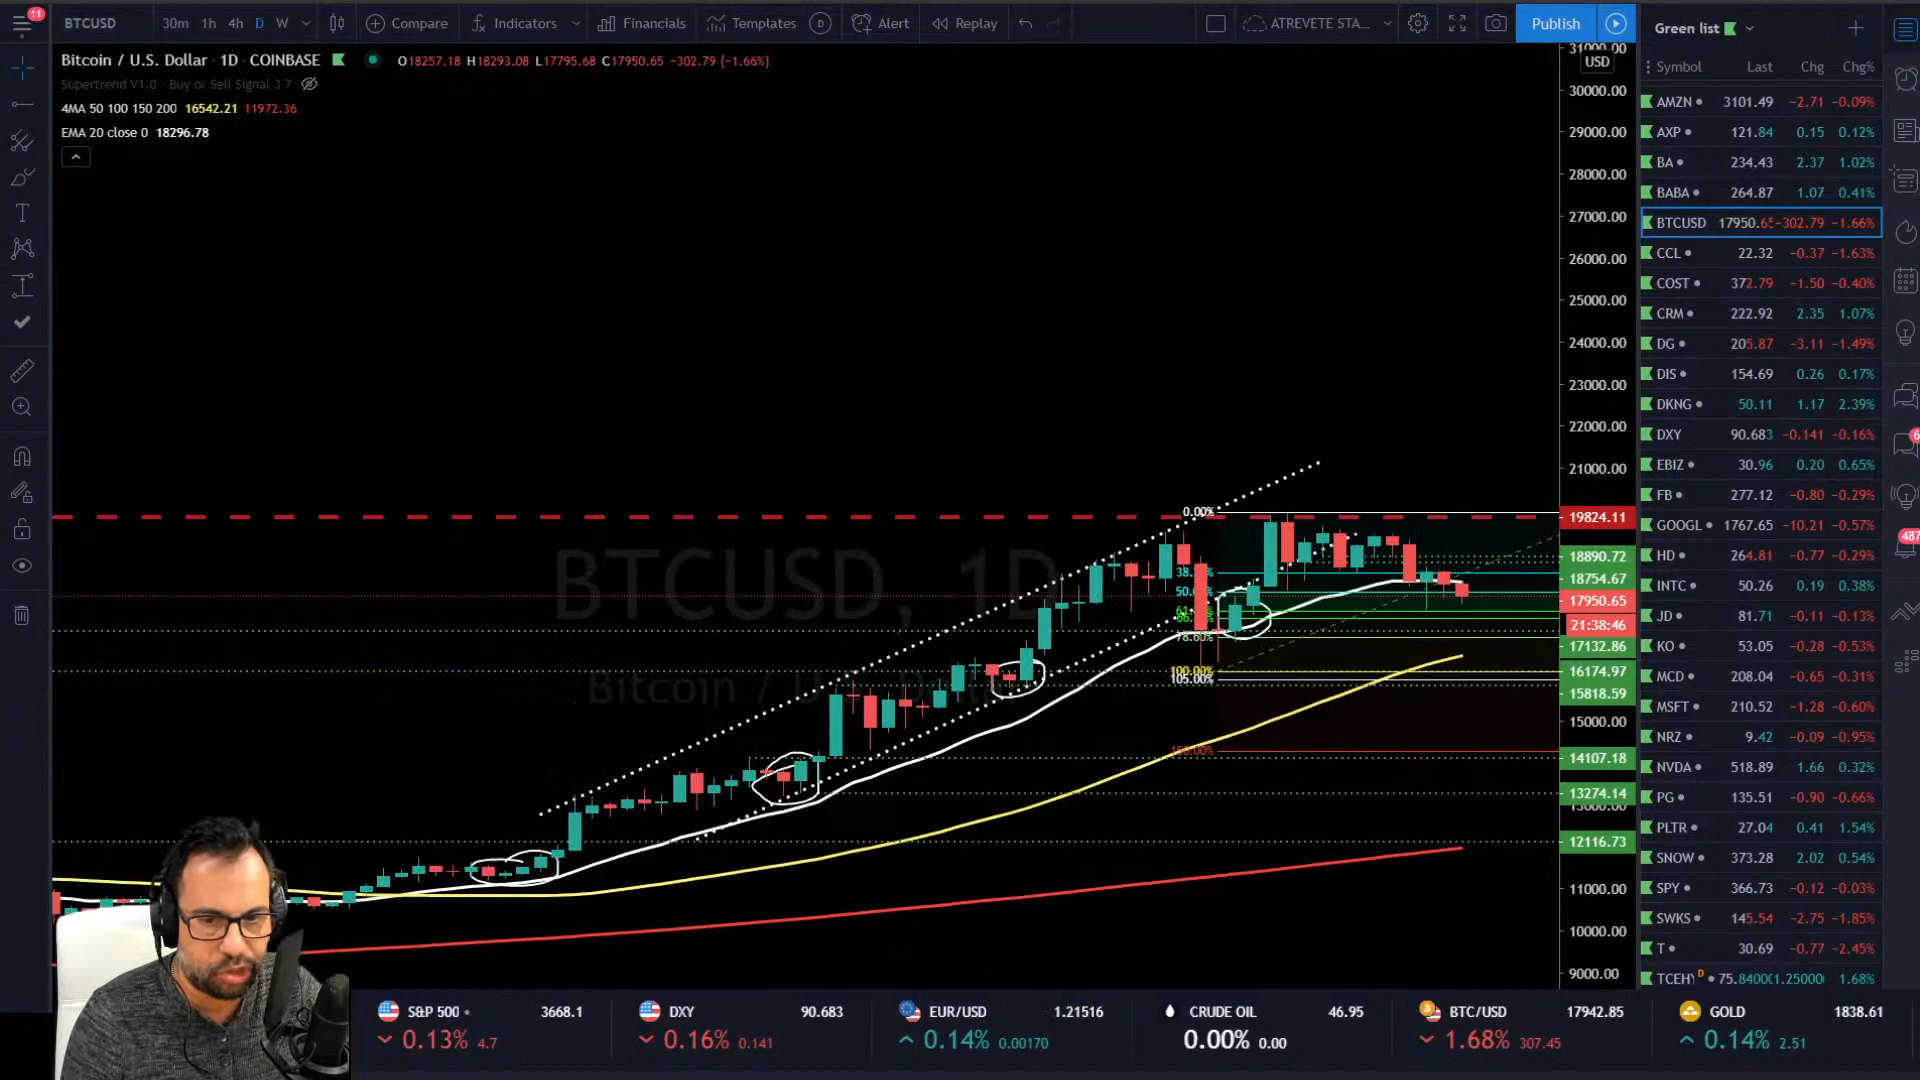 11
BTCUSD 30m 1h 4h D W Compare Indicators Financials Templates D Alert Replay ATREVETE STA... Publish
Green list
Bitcoin / U.S. Dollar · 1D · COINBASE O18257.18 H18293.08 L17795.68 C17950.65 −302.79 (−1.66%)
Supertrend V1.0 - Buy or Sell Signal 3 7
4MA 50 100 150 200 16542.21 11972.36
EMA 20 close 0 18296.78
BTCUSD, 1D
Bitcoin / U.S. Dollar
0.00%
100.00%
105.00%
31000.00
USD
30000.00
29000.00
28000.00
27000.00
26000.00
25000.00
24000.00
23000.00
22000.00
21000.00
19824.11
18890.72
18754.67
17950.65
21:38:46
17132.86
16174.97
15818.59
15000.00
14107.18
13274.14
13000.00
12116.73
11000.00
10000.00
9000.00
Symbol Last Chg Chg%
AMZN 3101.49 −2.71 −0.09%
AXP 121.84 0.15 0.12%
BA 234.43 2.37 1.02%
BABA 264.87 1.07 0.41%
BTCUSD 17950.65 −302.79 −1.66%
CCL 22.32 −0.37 −1.63%
COST 372.79 −1.50 −0.40%
CRM 222.92 2.35 1.07%
DG 205.87 −3.11 −1.49%
DIS 154.69 0.26 0.17%
DKNG 50.11 1.17 2.39%
DXY 90.683 −0.141 −0.16%
EBIZ 30.96 0.20 0.65%
FB 277.12 −0.80 −0.29%
GOOGL 1767.65 −10.21 −0.57%
HD 264.81 −0.77 −0.29%
INTC 50.26 0.19 0.38%
JD 81.71 −0.11 −0.13%
KO 53.05 −0.28 −0.53%
MCD 208.04 −0.65 −0.31%
MSFT 210.52 −1.28 −0.60%
NRZ 9.42 −0.09 −0.95%
NVDA 518.89 1.66 0.32%
PG 135.51 −0.90 −0.66%
PLTR 27.04 0.41 1.54%
SNOW 373.28 2.02 0.54%
SPY 366.73 −0.12 −0.03%
SWKS 145.54 −2.75 −1.85%
T 30.69 −0.77 −2.45%
TCEHY D 75.84000 1.25000 1.68%
6
487
S&P 500 3668.1
0.13% 4.7
DXY 90.683
0.16% 0.141
EUR/USD 1.21516
0.14% 0.00170
CRUDE OIL 46.95
0.00% 0.00
BTC/USD 17942.85
1.68% 307.45
GOLD 1838.61
0.14% 2.51